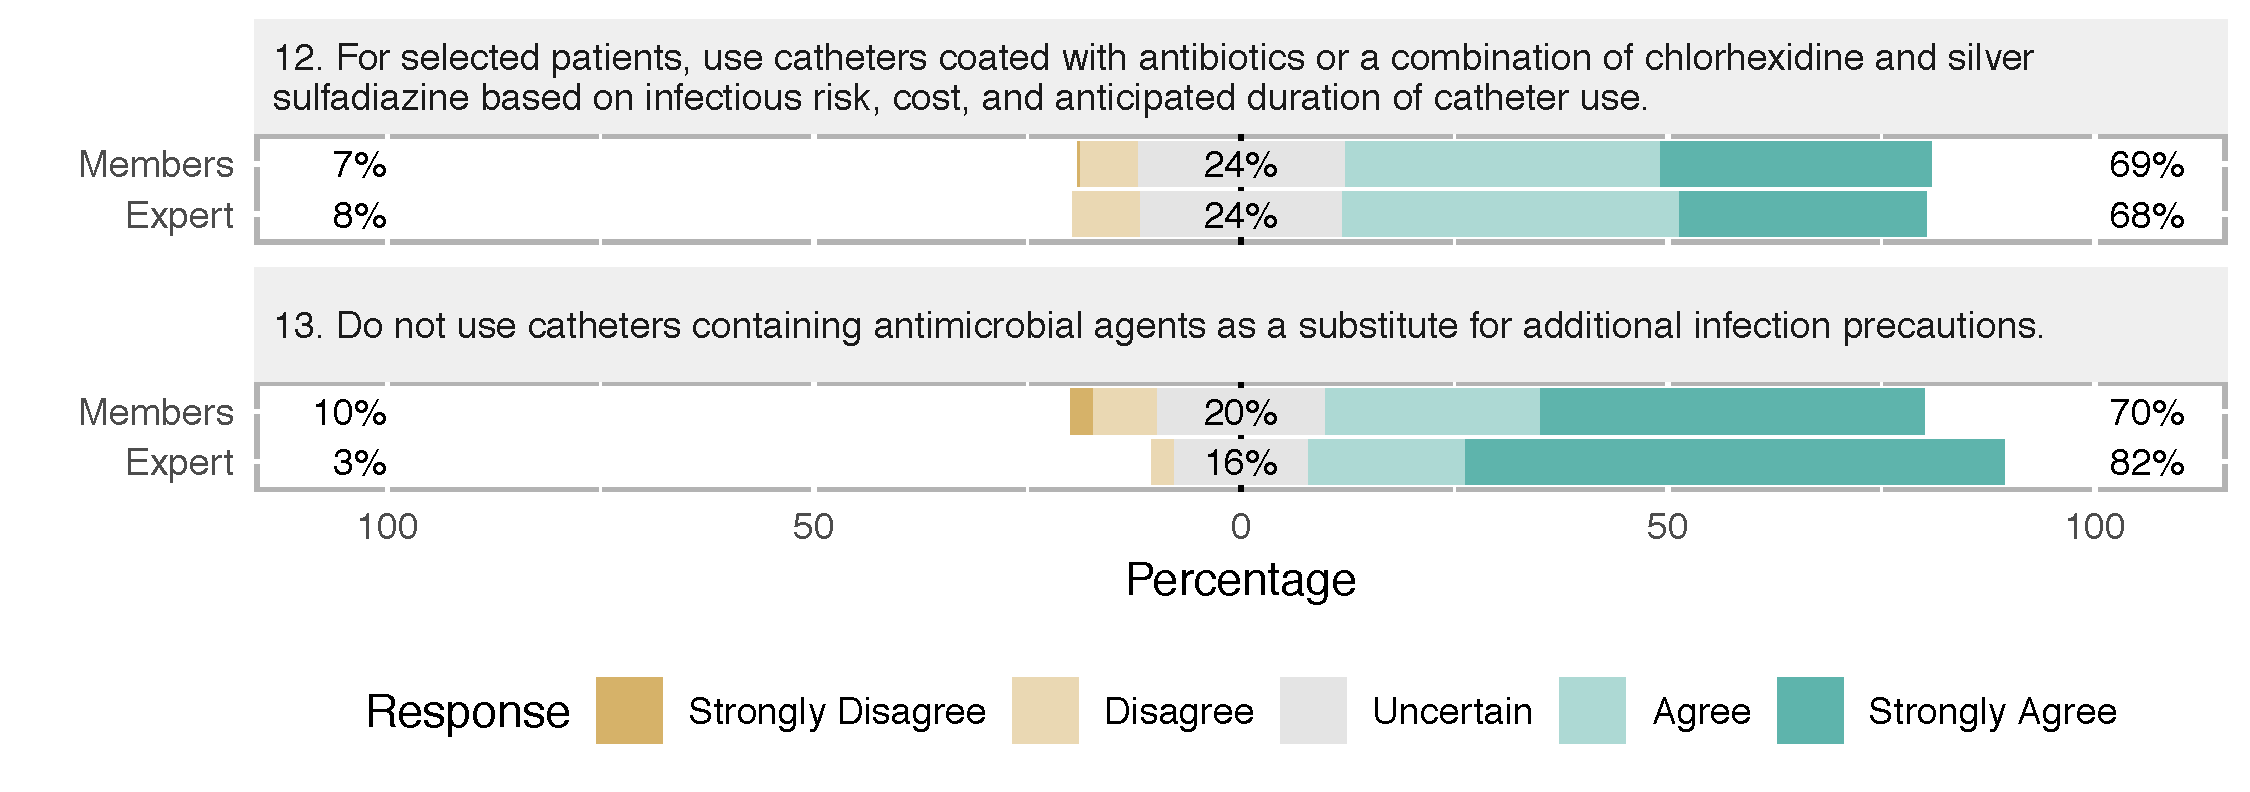 12. For selected patients, use catheters coated with antibiotics or a combination of chlorhexidine and silver
sulfadiazine based on infectious risk, cost, and anticipated duration of catheter use.
Members 7% 24% 69%
Expert 8% 24% 68%
13. Do not use catheters containing antimicrobial agents as a substitute for additional infection precautions.
Members 10% 20% 70%
Expert 3% 16% 82%
100 50 0 50 100
Percentage
Response Strongly Disagree Disagree Uncertain Agree Strongly Agree